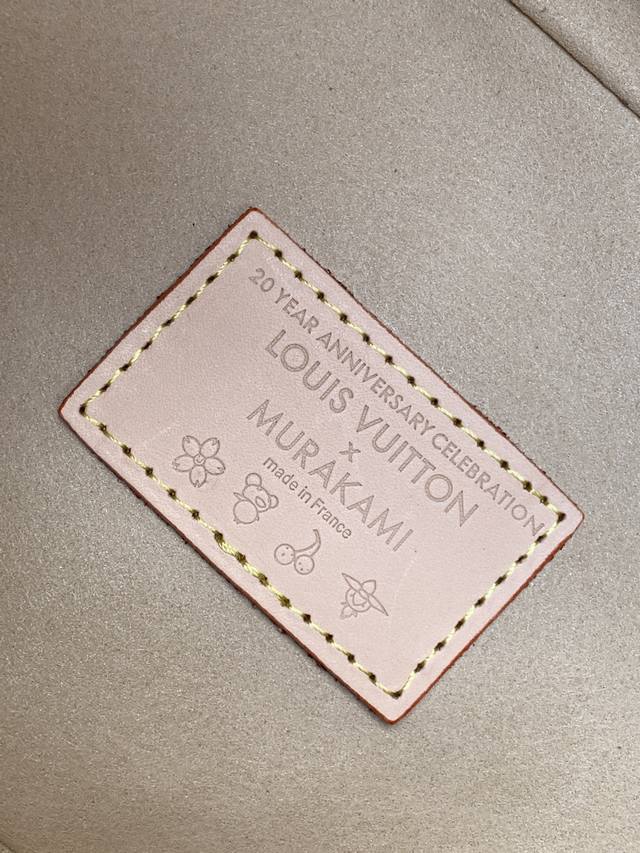 20 YEAR ANNIVERSARY CELEBRATION
LOUIS VUITTON
x
MURAKAMI
made in France